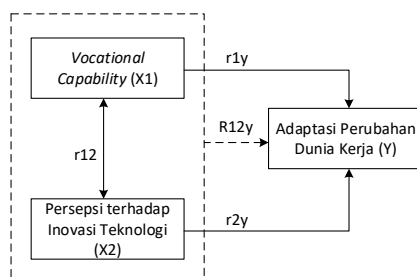 Vocational
Capability (X1)
r1y
r12
R12y
Adaptasi Perubahan
Dunia Kerja (Y)
Persepsi terhadap
Inovasi Teknologi
(X2)
r2y